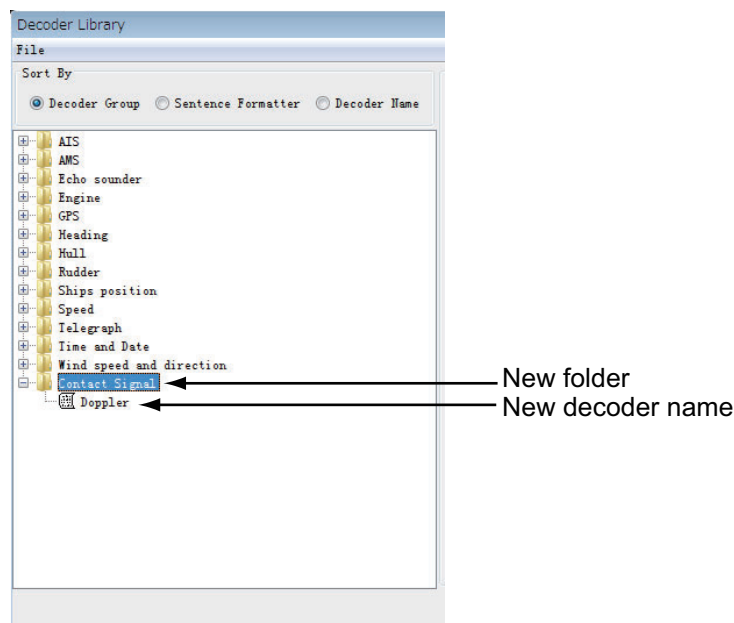 Decoder Library
File
Sort By
Decoder Group Sentence Formatter Decoder Name
AIS
AMS
Echo sounder
Engine
GPS
Heading
Hull
Rudder
Ships position
Speed
Telegraph
Time and Date
Wind speed and direction
Contact Signal New folder
Doppler New decoder name